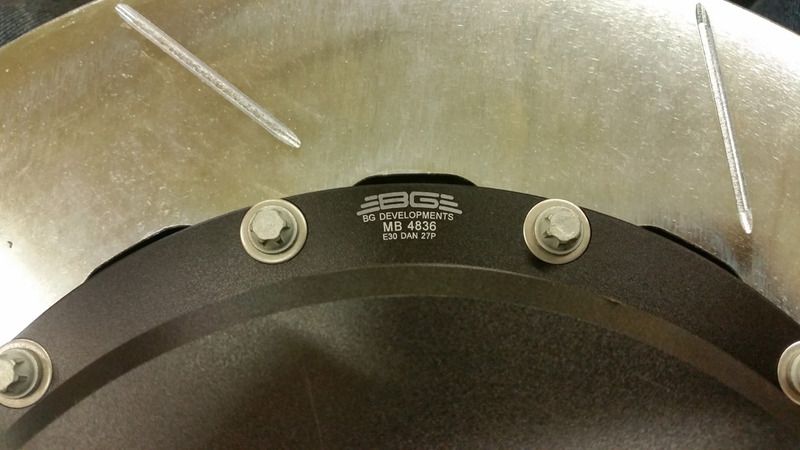 BG
BG DEVELOPMENTS
MB 4836
E30 DAN 27P